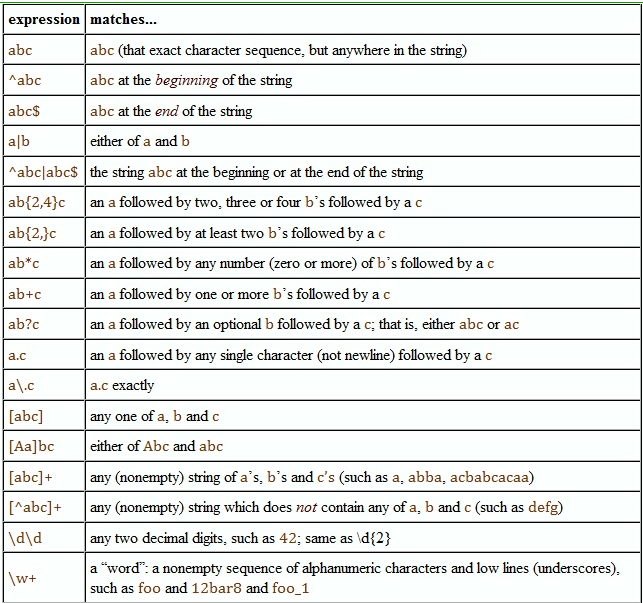 expression matches...
abc abc (that exact character sequence, but anywhere in the string)
^abc abc at the beginning of the string
abc$ abc at the end of the string
a|b either of a and b
^abc|abc$ the string abc at the beginning or at the end of the string
ab{2,4}c an a followed by two, three or four b’s followed by a c
ab{2,}c an a followed by at least two b’s followed by a c
ab*c an a followed by any number (zero or more) of b’s followed by a c
ab+c an a followed by one or more b’s followed by a c
ab?c an a followed by an optional b followed by a c; that is, either abc or ac
a.c an a followed by any single character (not newline) followed by a c
a\.c a.c exactly
[abc] any one of a, b and c
[Aa]bc either of Abc and abc
[abc]+ any (nonempty) string of a’s, b’s and c's (such as a, abba, acbabcacaa)
[^abc]+ any (nonempty) string which does not contain any of a, b and c (such as defg)
\d\d any two decimal digits, such as 42; same as \d{2}
\w+ a “word”: a nonempty sequence of alphanumeric characters and low lines (underscores),
such as foo and 12bar8 and foo_1